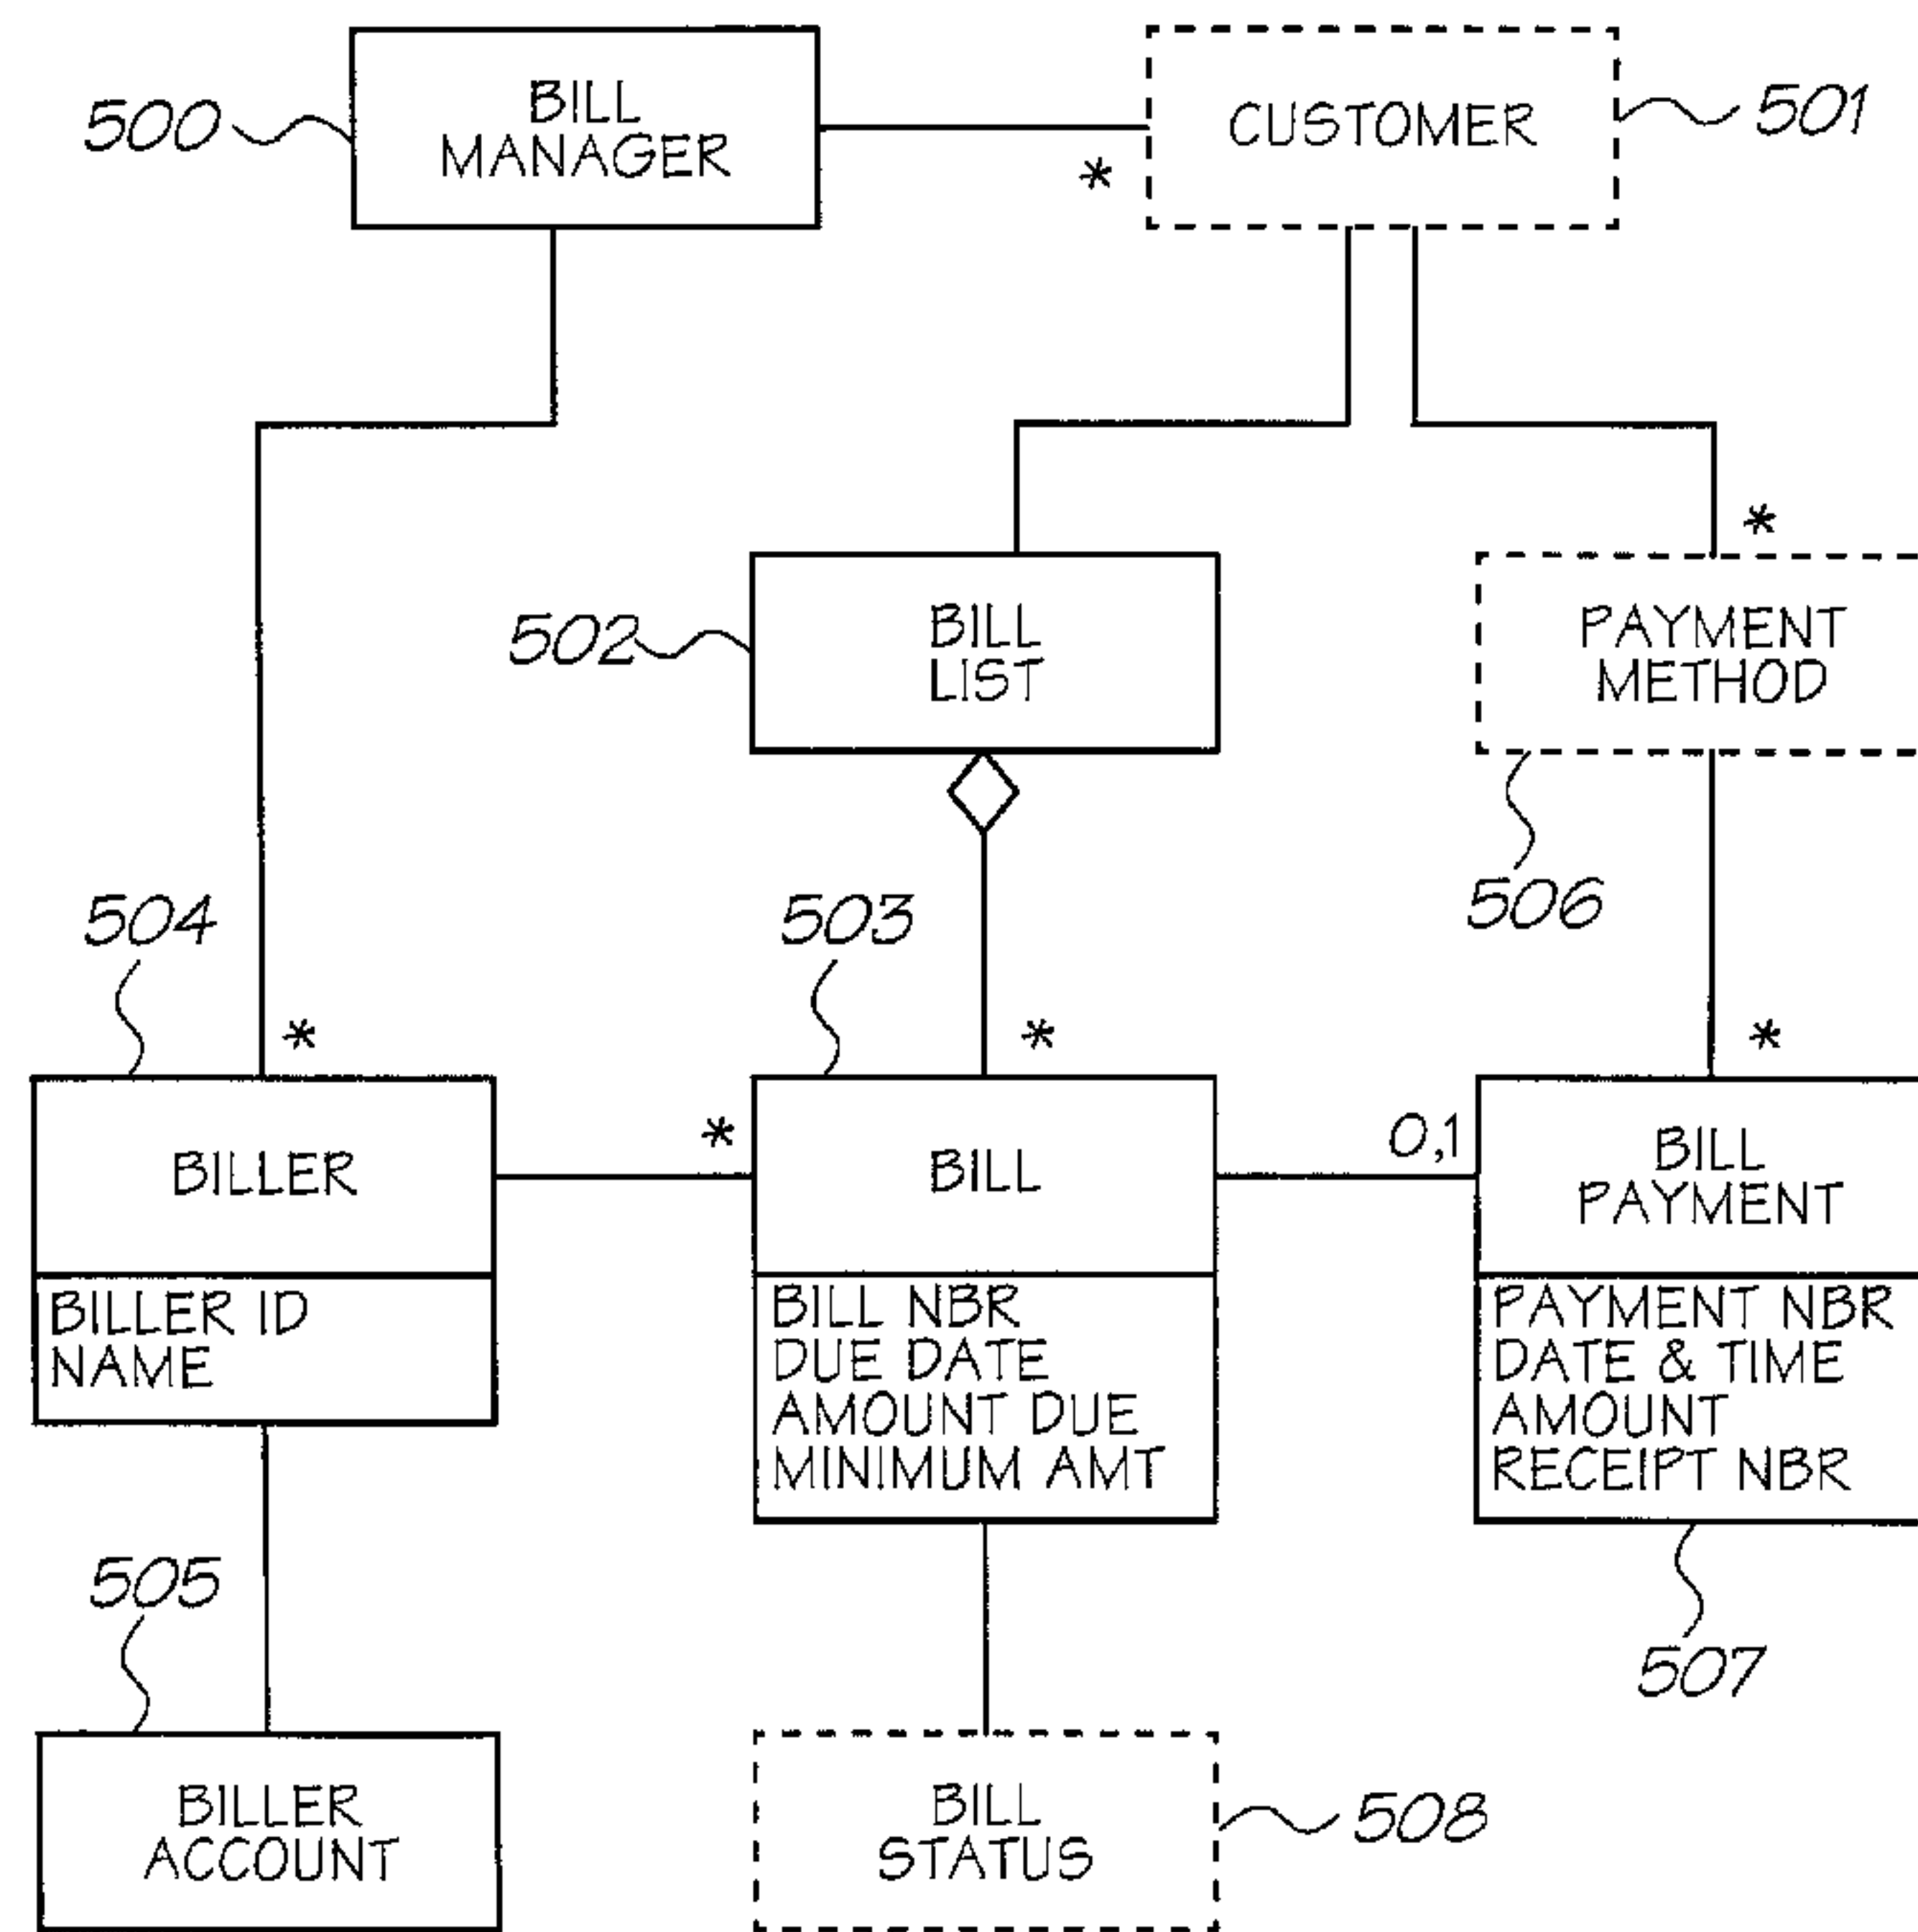 500
BILL
MANAGER
*
CUSTOMER
501
502
BILL
LIST
*
PAYMENT
METHOD
506
504
503
*
*
*
BILLER
BILLER ID
NAME
*
BILL
BILL NBR
DUE DATE
AMOUNT DUE
MINIMUM AMT
0,1
BILL
PAYMENT
PAYMENT NBR
DATE & TIME
AMOUNT
RECEIPT NBR
507
505
BILLER
ACCOUNT
BILL
STATUS
508